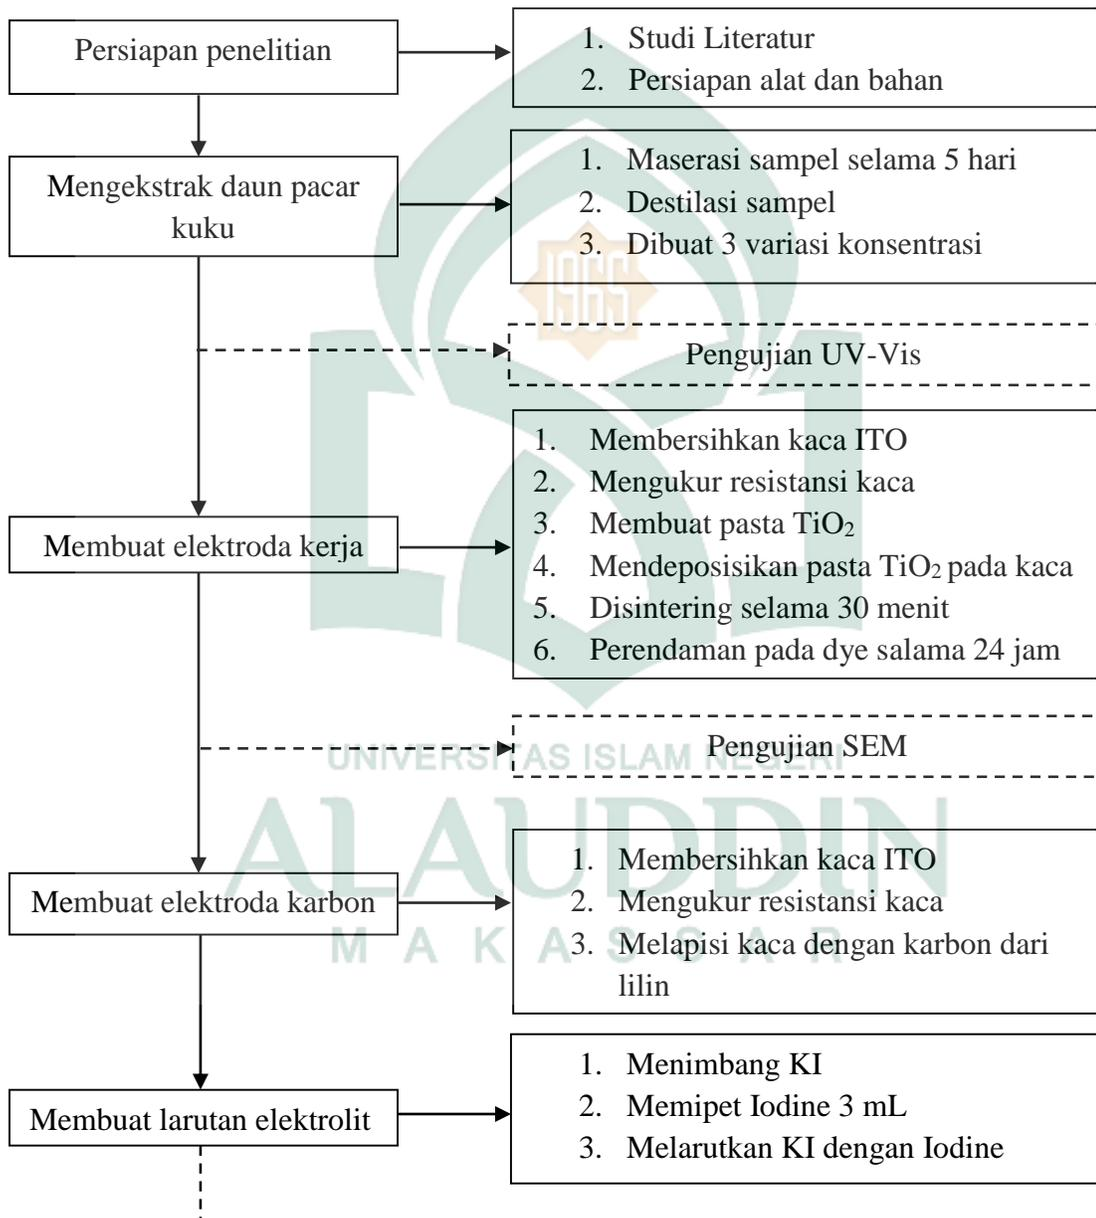 Persiapan penelitian
1. Studi Literatur
2. Persiapan alat dan bahan
Mengekstrak daun pacar
kuku
1. Maserasi sampel selama 5 hari
2. Destilasi sampel
3. Dibuat 3 variasi konsentrasi
1965
Pengujian UV-Vis
Membuat elektroda kerja
1. Membersihkan kaca ITO
2. Mengukur resistansi kaca
3. Membuat pasta TiO₂
4. Mendeposisikan pasta TiO₂ pada kaca
5. Disintering selama 30 menit
6. Perendaman pada dye salama 24 jam
Pengujian SEM
UNIVERSITAS ISLAM NEGERI
ALAUDDIN
MAKASSAR
Membuat elektroda karbon
1. Membersihkan kaca ITO
2. Mengukur resistansi kaca
3. Melapisi kaca dengan karbon dari
lilin
Membuat larutan elektrolit
1. Menimbang KI
2. Memipet Iodine 3 mL
3. Melarutkan KI dengan Iodine